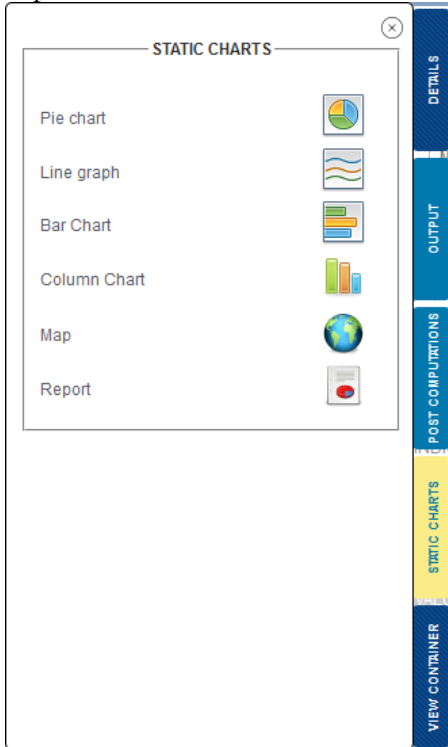 STATIC CHARTS
Pie chart
Line graph
Bar Chart
Column Chart
Map
Report
DETAILS
OUTPUT
POST COMPUTATIONS
STATIC CHARTS
VIEW CONTAINER